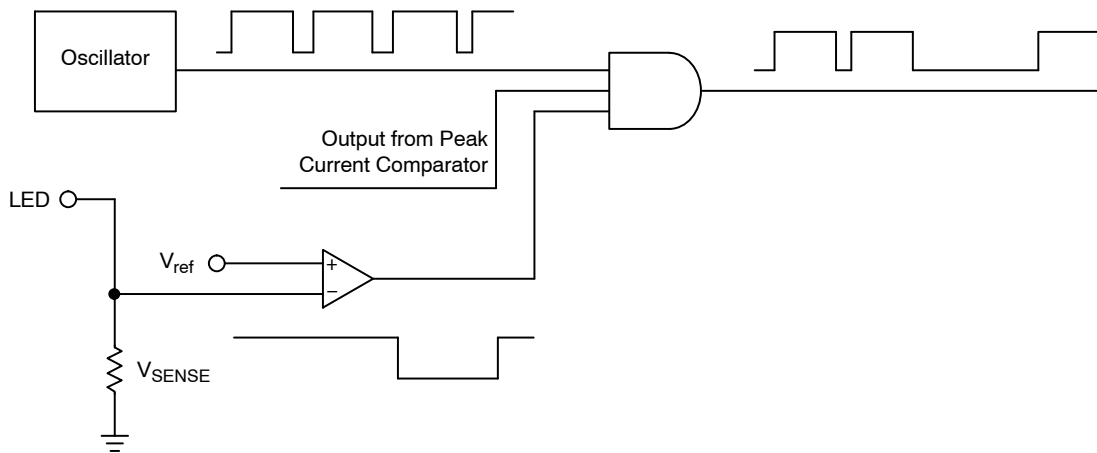 Oscillator
Output from Peak
Current Comparator
LED
Vref
+
−
VSENSE